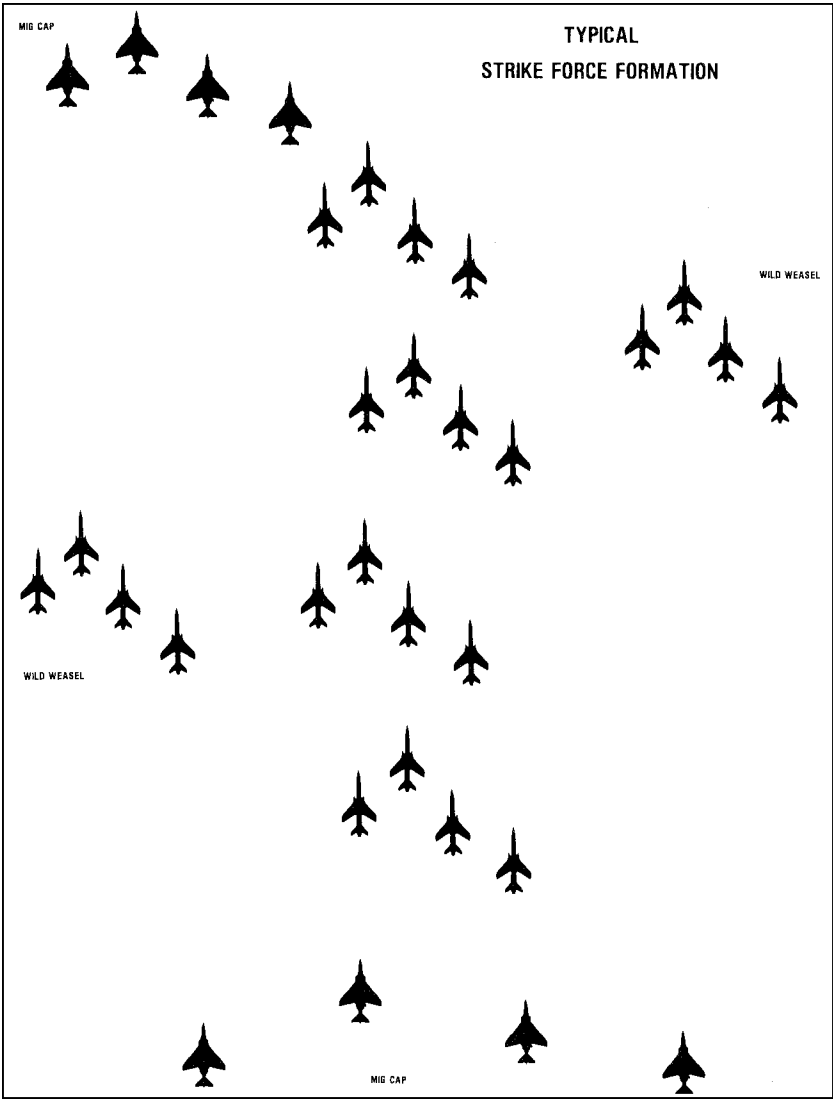 MIG CAP
TYPICAL
STRIKE FORCE FORMATION
WILD WEASEL
WILD WEASEL
MIG CAP